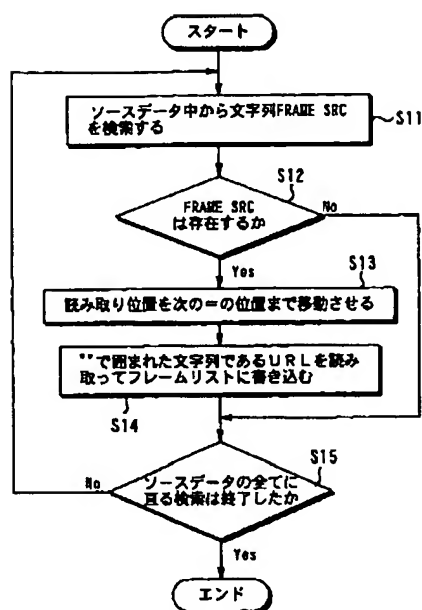 スタート
ソースデータ中から文字列FRAME SRC
を検索する
S11
S12
FRAME SRC
は存在するか
No
Yes
S13
読み取り位置を次の=の位置まで移動させる
""で囲まれた文字列であるURLを読み
取ってフレームリストに書き込む
S14
S15
No
ソースデータの全てに
亘る検索は終了したか
Yes
エンド